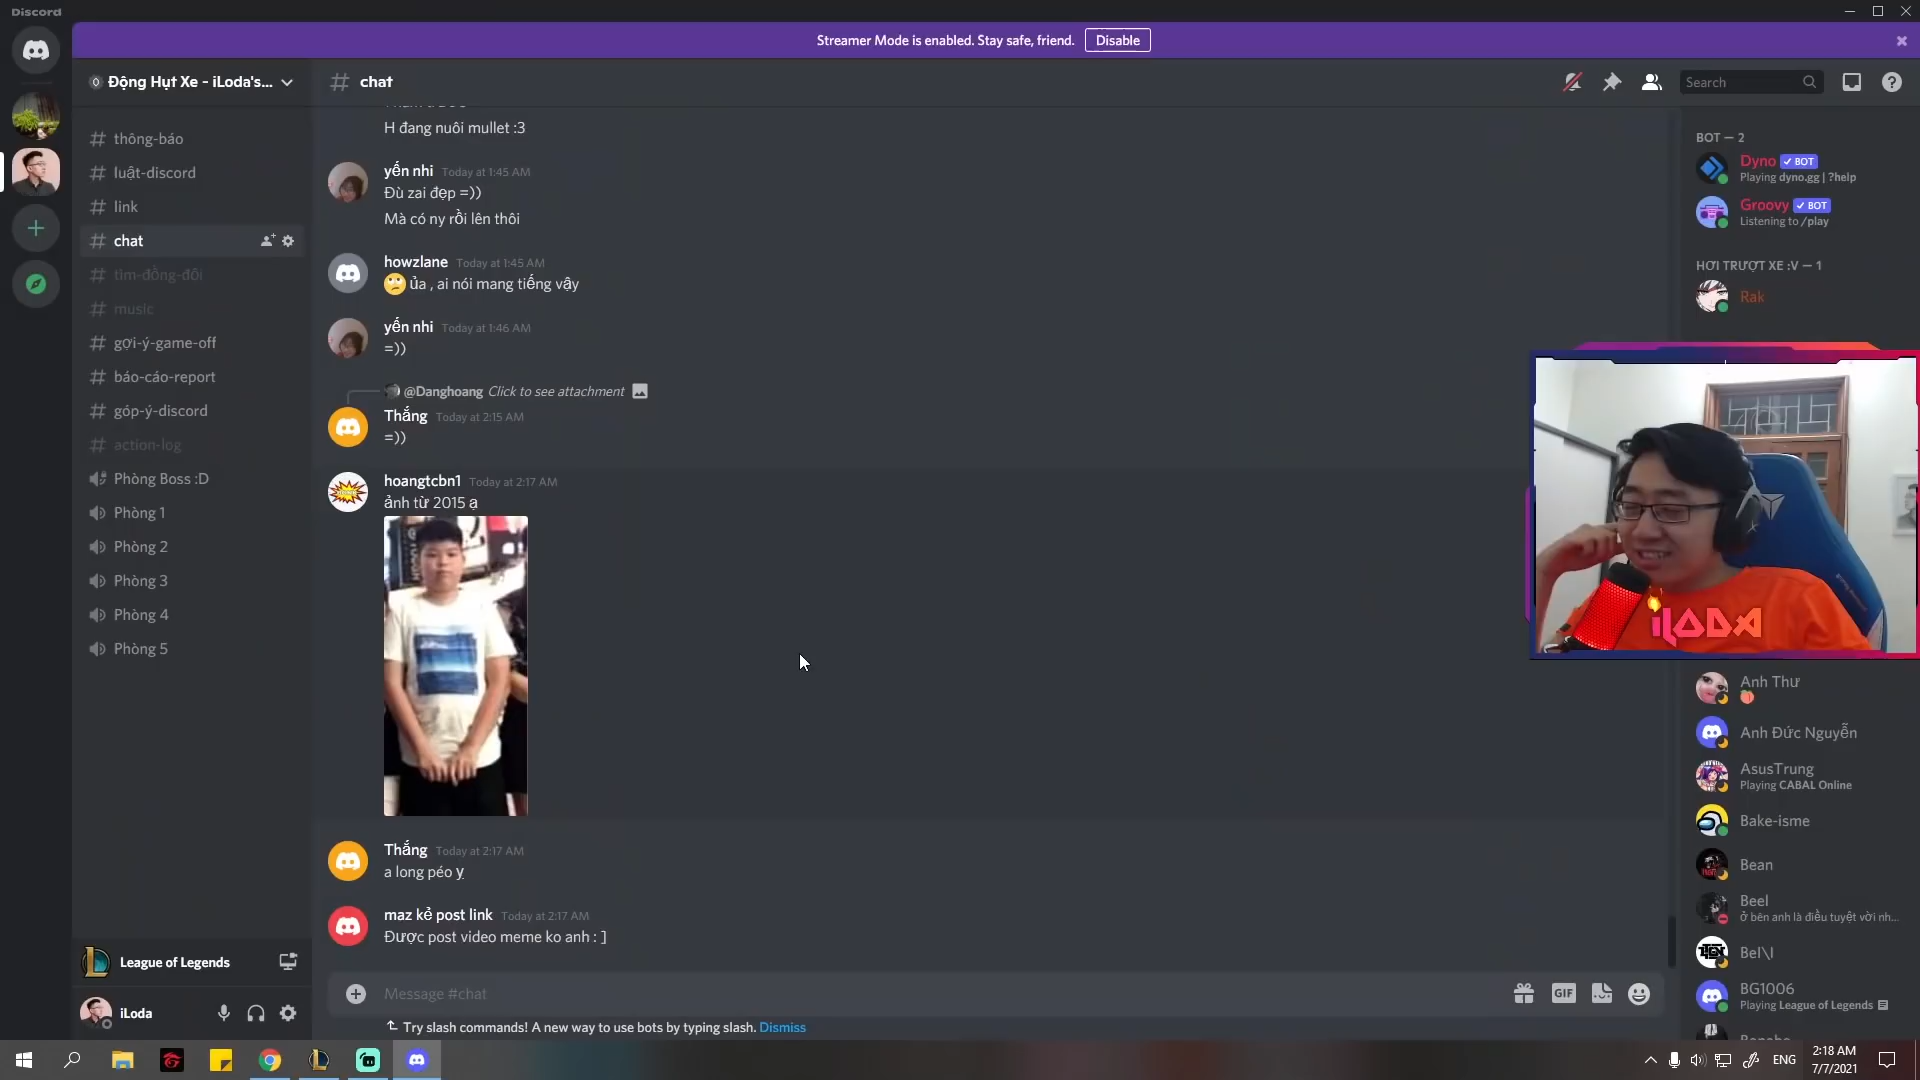 Discord
Streamer Mode is enabled. Stay safe, friend.
Disable
Động Hụt Xe - iLoda's...
# chat
Search
# thông-báo
# luật-discord
# link
# chat
# tìm-đồng-đội
# music
# gợi-ý-game-off
# báo-cáo-report
# góp-ý-discord
# action-log
Phòng Boss :D
Phòng 1
Phòng 2
Phòng 3
Phòng 4
Phòng 5
League of Legends
iLoda
H đang nuôi mullet :3
yến nhi Today at 1:45 AM
Đù zai đẹp =))
Mà có ny rồi lên thôi
howzlane Today at 1:45 AM
ủa , ai nói mang tiếng vậy
yến nhi Today at 1:46 AM
=))
@Danghoang Click to see attachment
Thắng Today at 2:15 AM
=))
hoangtcbn1 Today at 2:17 AM
ảnh từ 2015 ạ
Thắng Today at 2:17 AM
a long péo y
maz kẻ post link Today at 2:17 AM
Được post video meme ko anh : ]
Message #chat
GIF
Try slash commands! A new way to use bots by typing slash. Dismiss
BOT — 2
Dyno BOT
Playing dyno.gg | ?help
Groovy BOT
Listening to /play
HƠI TRƯỢT XE :V — 1
Rak
iLODA
Anh Thư
Anh Đức Nguyễn
AsusTrung
Playing CABAL Online
Bake-isme
Bean
Beel
ở bên anh là điều tuyệt vời nh...
Bel\l
BG1006
Playing League of Legends
ENG
2:18 AM
7/7/2021